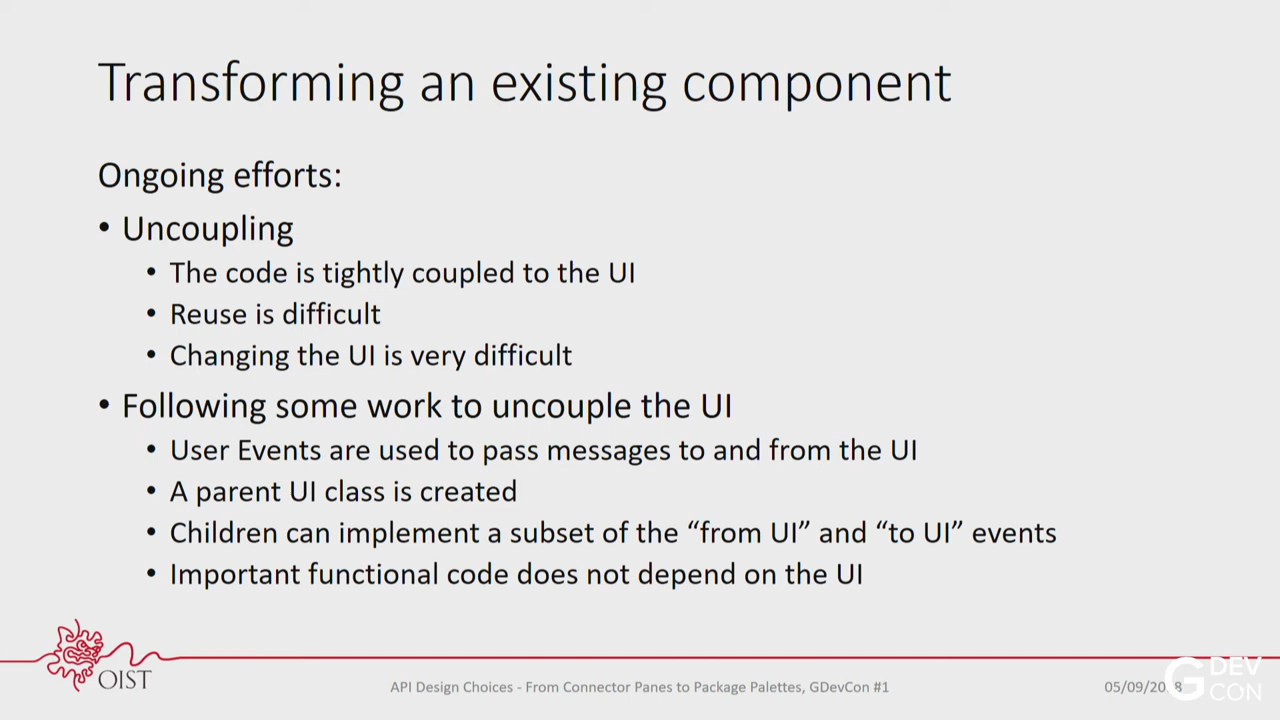 Transforming an existing component
Ongoing efforts:
• Uncoupling
• The code is tightly coupled to the UI
• Reuse is difficult
• Changing the UI is very difficult
• Following some work to uncouple the UI
• User Events are used to pass messages to and from the UI
• A parent UI class is created
• Children can implement a subset of the “from UI” and “to UI” events
• Important functional code does not depend on the UI
OIST
API Design Choices - From Connector Panes to Package Palettes, GDevCon #1
05/09/2018
G DEV
CON